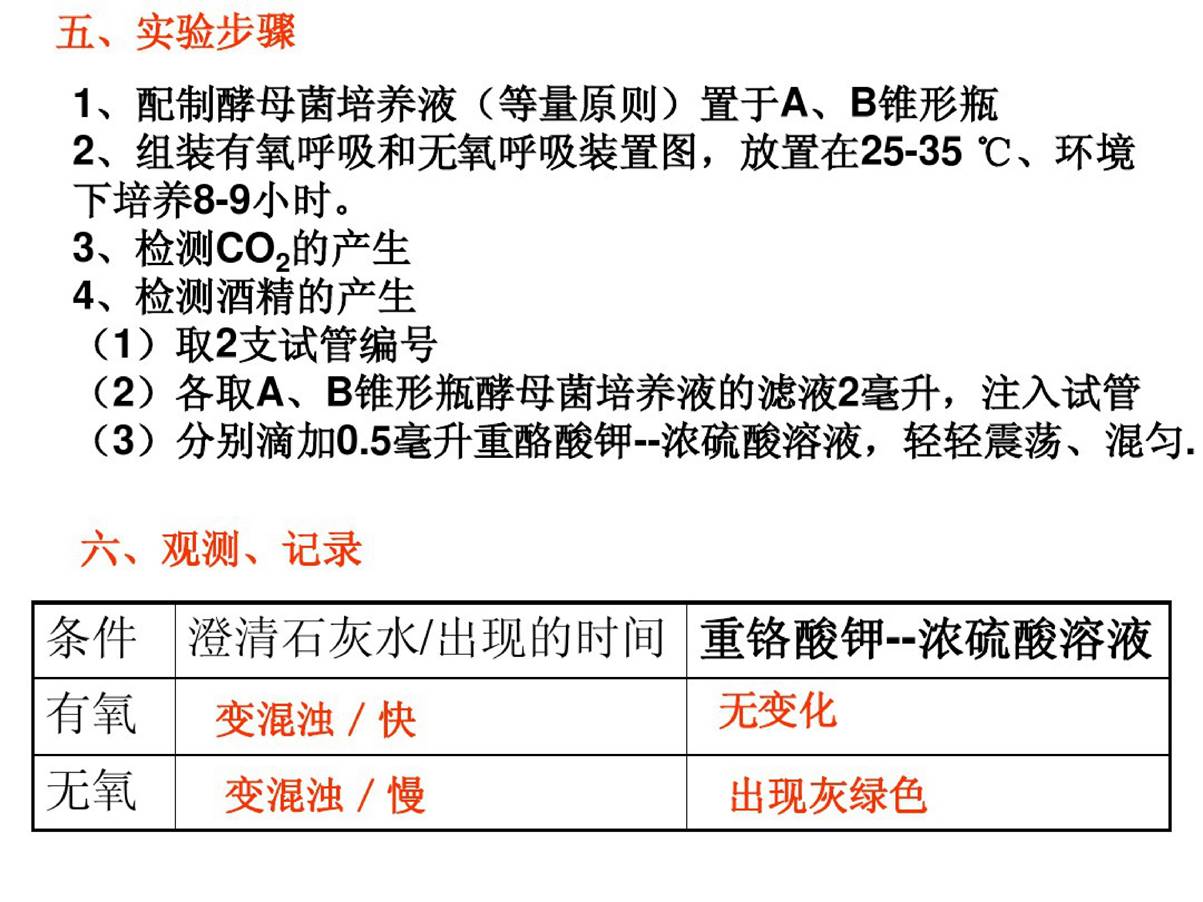 五、实验步骤
1、配制酵母菌培养液（等量原则）置于A、B锥形瓶
2、组装有氧呼吸和无氧呼吸装置图，放置在25-35 ℃、环境
下培养8-9小时。
3、检测CO₂的产生
4、检测酒精的产生
（1）取2支试管编号
（2）各取A、B锥形瓶酵母菌培养液的滤液2毫升，注入试管
（3）分别滴加0.5毫升重酪酸钾--浓硫酸溶液，轻轻震荡、混匀.
六、观测、记录
条件 澄清石灰水/出现的时间 重铬酸钾--浓硫酸溶液
有氧 变混浊 / 快 无变化
无氧 变混浊 / 慢 出现灰绿色